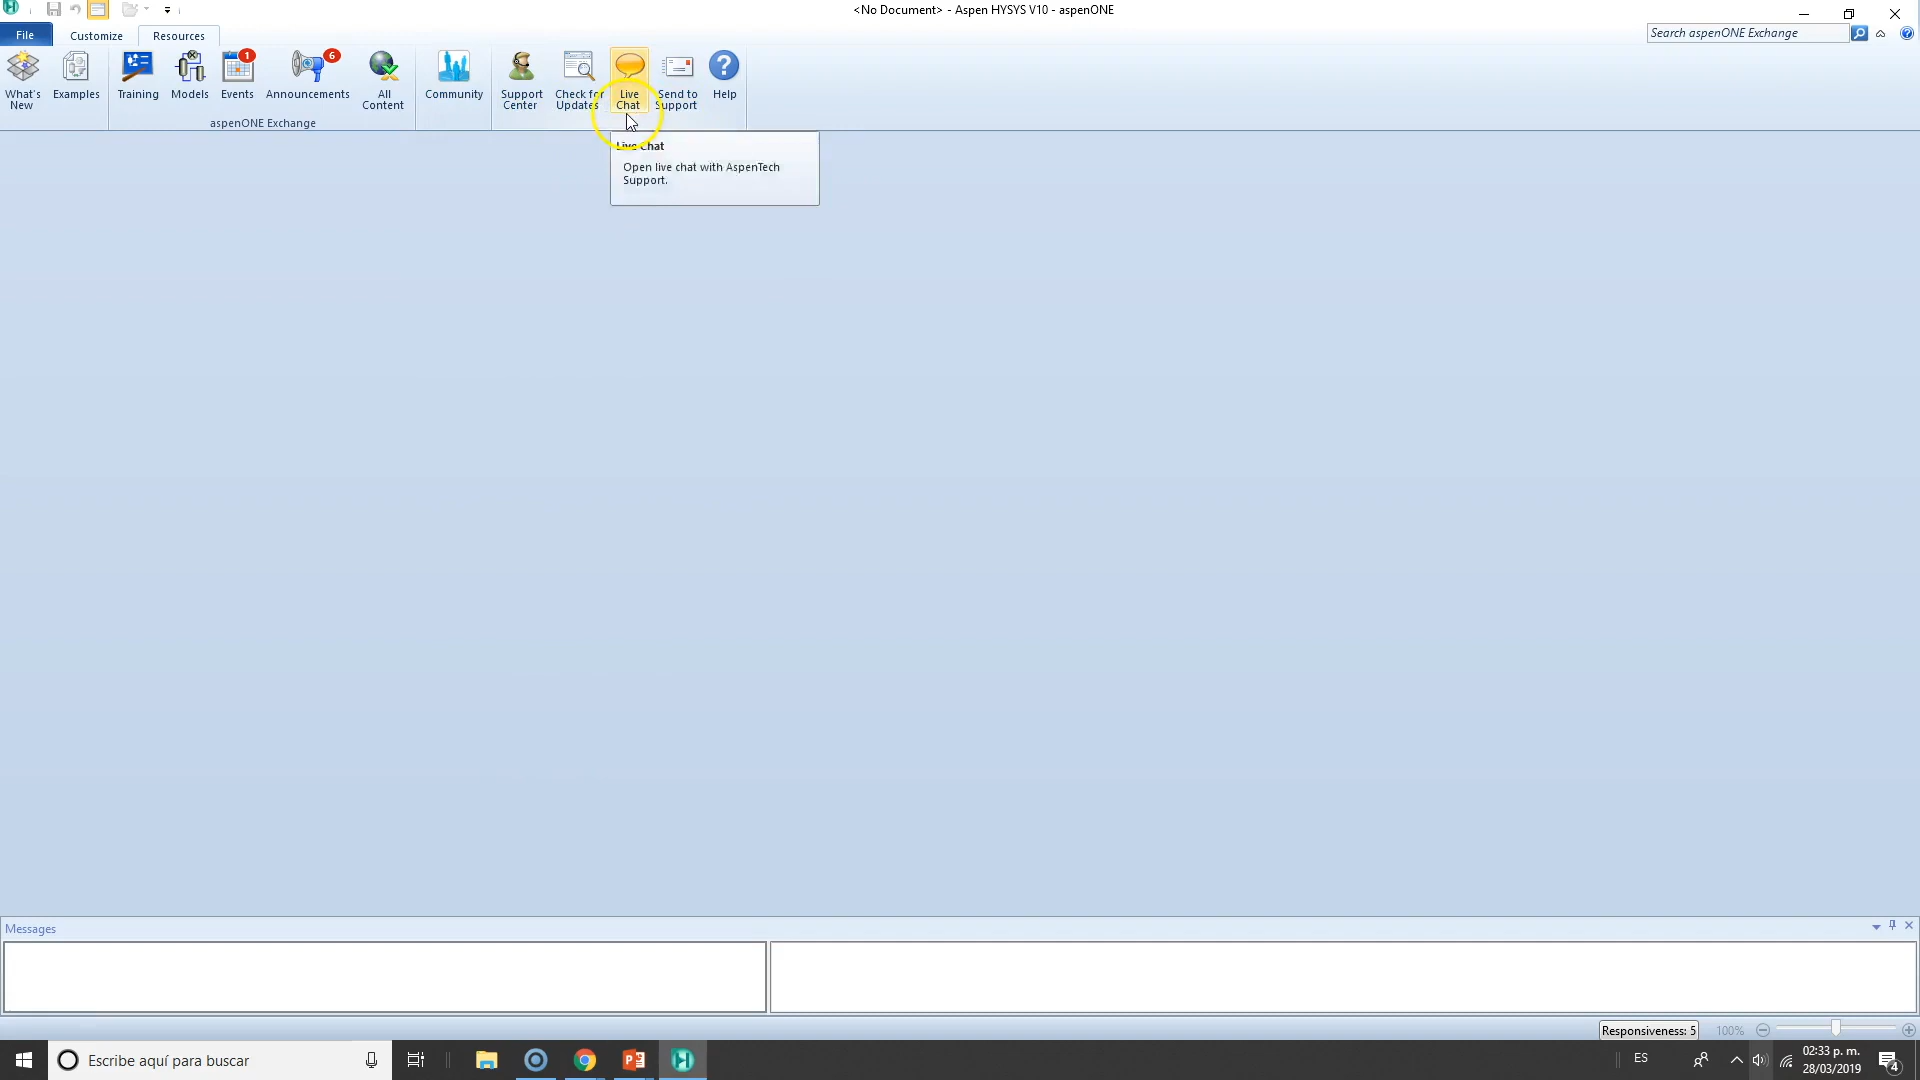 <No Document> - Aspen HYSYS V10 - aspenONE
File
Customize
Resources
Search aspenONE Exchange
What's New
Examples
Training
Models
1
Events
6
Announcements
All Content
Community
Support Center
Check for Updates
Live Chat
Send to Support
Help
aspenONE Exchange
Live Chat
Open live chat with AspenTech
Support.
Messages
Responsiveness: 5
100%
Escribe aquí para buscar
ES
02:33 p. m.
28/03/2019
4